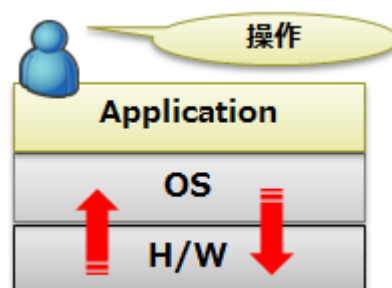 操作
Application
OS
H/W